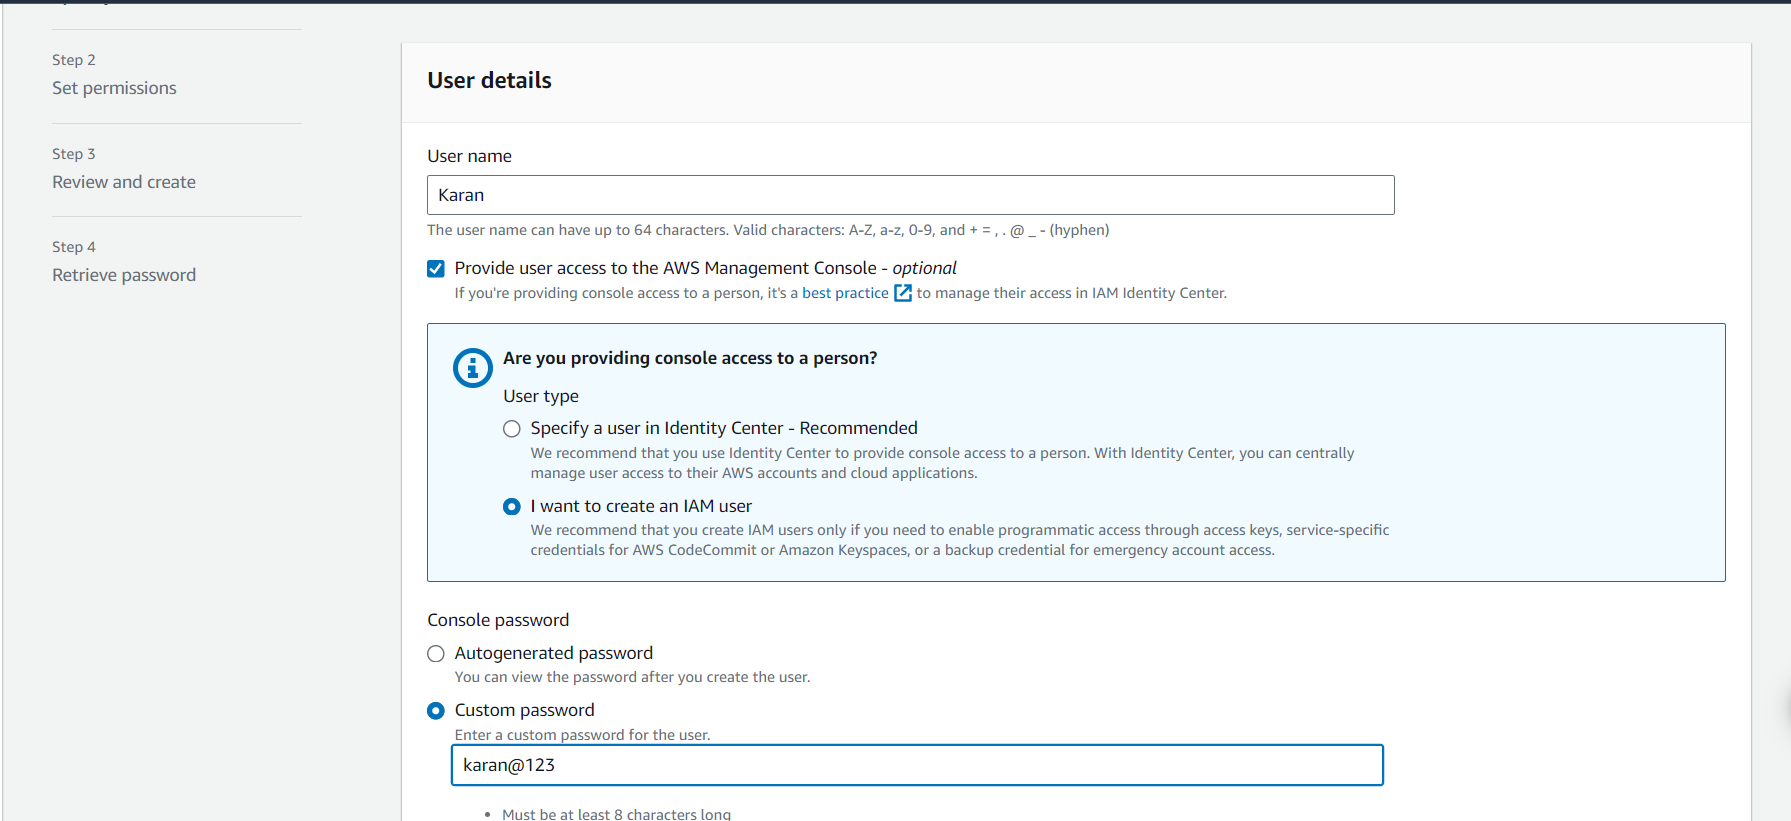 Step 2
Set permissions
Step 3
Review and create
Step 4
Retrieve password
User details
User name
Karan
The user name can have up to 64 characters. Valid characters: A-Z, a-z, 0-9, and + = , . @ _ - (hyphen)
Provide user access to the AWS Management Console - optional
If you're providing console access to a person, it's a best practice to manage their access in IAM Identity Center.
Are you providing console access to a person?
User type
Specify a user in Identity Center - Recommended
We recommend that you use Identity Center to provide console access to a person. With Identity Center, you can centrally
manage user access to their AWS accounts and cloud applications.
I want to create an IAM user
We recommend that you create IAM users only if you need to enable programmatic access through access keys, service-specific
credentials for AWS CodeCommit or Amazon Keyspaces, or a backup credential for emergency account access.
Console password
Autogenerated password
You can view the password after you create the user.
Custom password
Enter a custom password for the user.
karan@123
• Must be at least 8 characters long